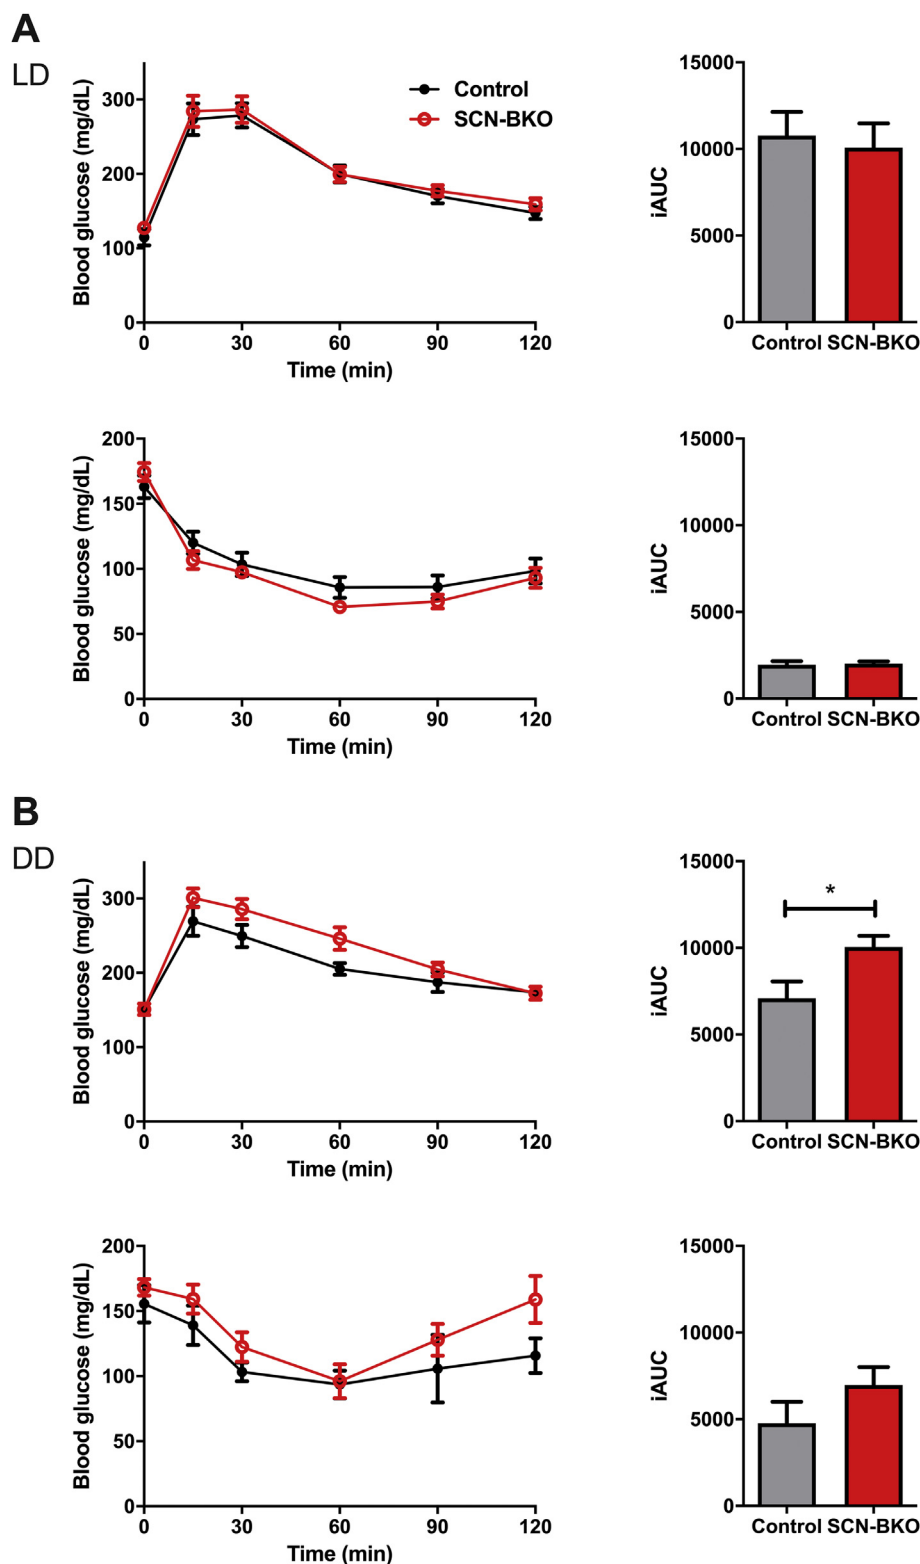 A
LD
Blood glucose (mg/dL)
300
200
100
0
0 30 60 90 120
Time (min)
Control
SCN-BKO
iAUC
15000
10000
5000
0
Control SCN-BKO
Blood glucose (mg/dL)
200
150
100
50
0
0 30 60 90 120
Time (min)
iAUC
15000
10000
5000
0
Control SCN-BKO
B
DD
Blood glucose (mg/dL)
300
200
100
0
0 30 60 90 120
Time (min)
iAUC
15000
10000
5000
0
*
Control SCN-BKO
Blood glucose (mg/dL)
200
150
100
50
0
0 30 60 90 120
Time (min)
iAUC
15000
10000
5000
0
Control SCN-BKO